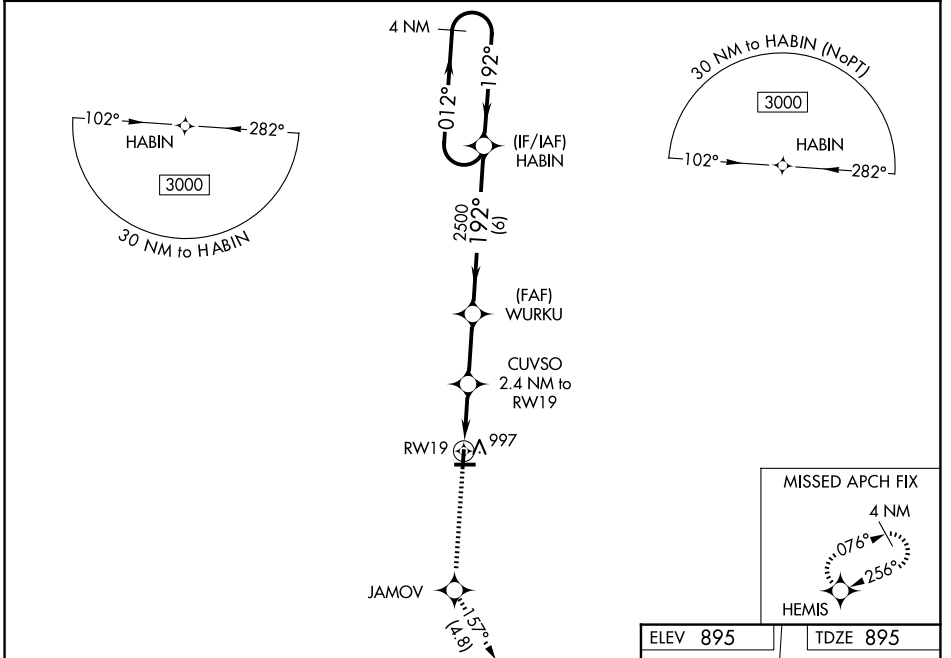 4 NM
012°
192°
(IF/IAF)
HABIN
102°
282°
HABIN
3000
30 NM to HABIN
30 NM to HABIN (NoPT)
3000
HABIN
102°
282°
2500
192°
(6)
(FAF)
WURKU
CUVSO
2.4 NM to
RW19
RW19
997
JAMOV
157°
(4.8)
MISSED APCH FIX
4 NM
076°
256°
HEMIS
ELEV 895
TDZE 895